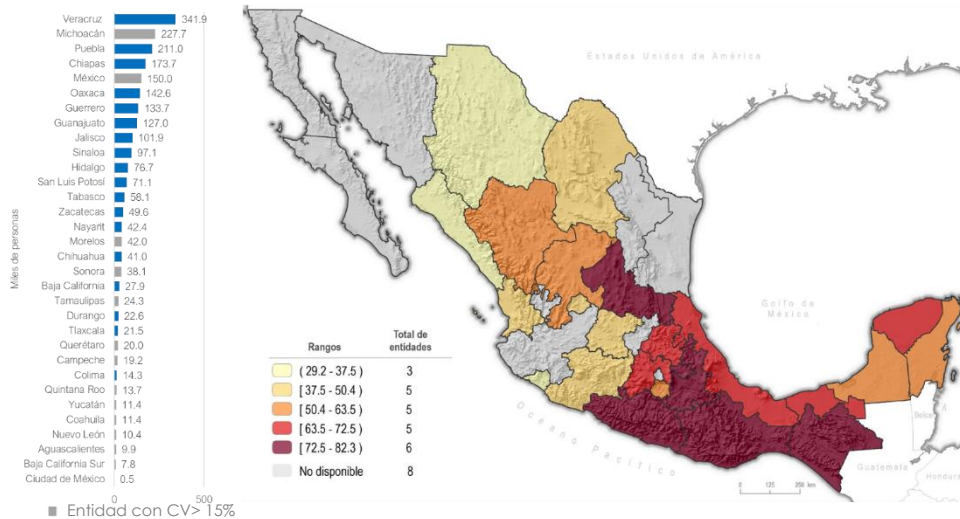 Miles de personas
Veracruz 341.9
Michoacán 227.7
Puebla 211.0
Chiapas 173.7
México 150.0
Oaxaca 142.6
Guerrero 133.7
Guanajuato 127.0
Jalisco 101.9
Sinaloa 97.1
Hidalgo 76.7
San Luis Potosí 71.1
Tabasco 58.1
Zacatecas 49.6
Nayarit 42.4
Morelos 42.0
Chihuahua 41.0
Sonora 38.1
Baja California 27.9
Tamaulipas 24.3
Durango 22.6
Tlaxcala 21.5
Querétaro 20.0
Campeche 19.2
Colima 14.3
Quintana Roo 13.7
Yucatán 11.4
Coahuila 11.4
Nuevo León 10.4
Aguascalientes 9.9
Baja California Sur 7.8
Ciudad de México 0.5
0 500
Entidad con CV> 15%
Estados Unidos de América
Golfo de
México
Océano Pacífico
Belice
Guatemala
Honduras
Rangos Total de
entidades
( 29.2 - 37.5 ) 3
[ 37.5 - 50.4 ) 5
[ 50.4 - 63.5 ) 5
[ 63.5 - 72.5 ) 5
[ 72.5 - 82.3 ] 6
No disponible 8
0 125 250 km